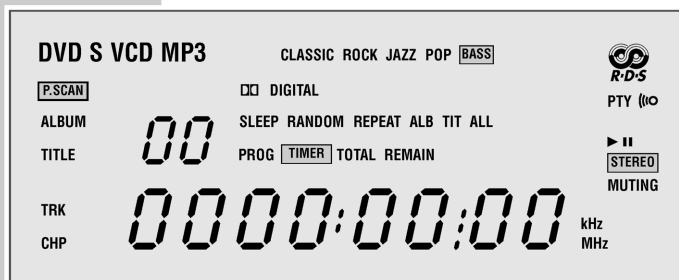 DVD S VCD MP3 CLASSIC ROCK JAZZ POP BASS
R·D·S
P.SCAN DIGITAL
PTY
ALBUM 00 SLEEP RANDOM REPEAT ALB TIT ALL
TITLE PROG TIMER TOTAL REMAIN
STEREO
MUTING
TRK 0000:00:00 kHz
CHP MHz